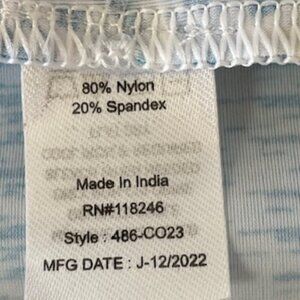 80% Nylon
20% Spandex
Made In India
RN#118246
Style : 486-CO23
MFG DATE : J-12/2022